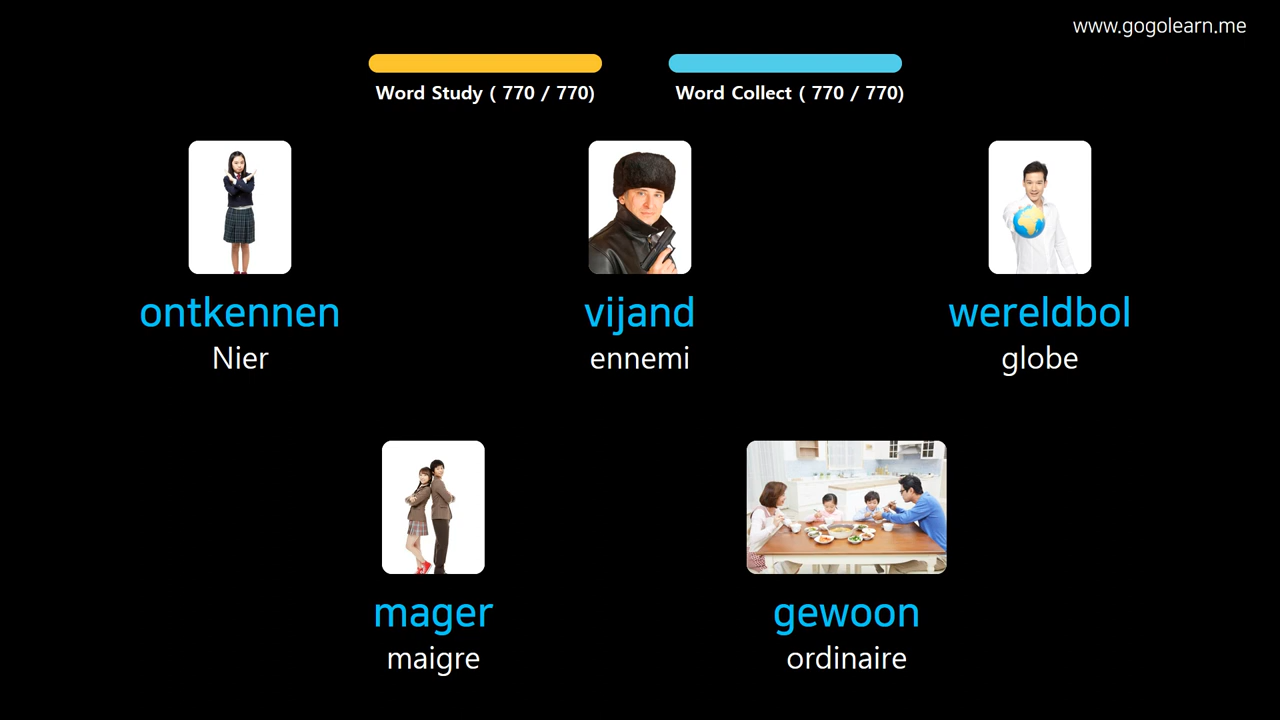 www.gogolearn.me
Word Study ( 770 / 770)
Word Collect ( 770 / 770)
ontkennen
Nier
vijand
ennemi
wereldbol
globe
mager
maigre
gewoon
ordinaire